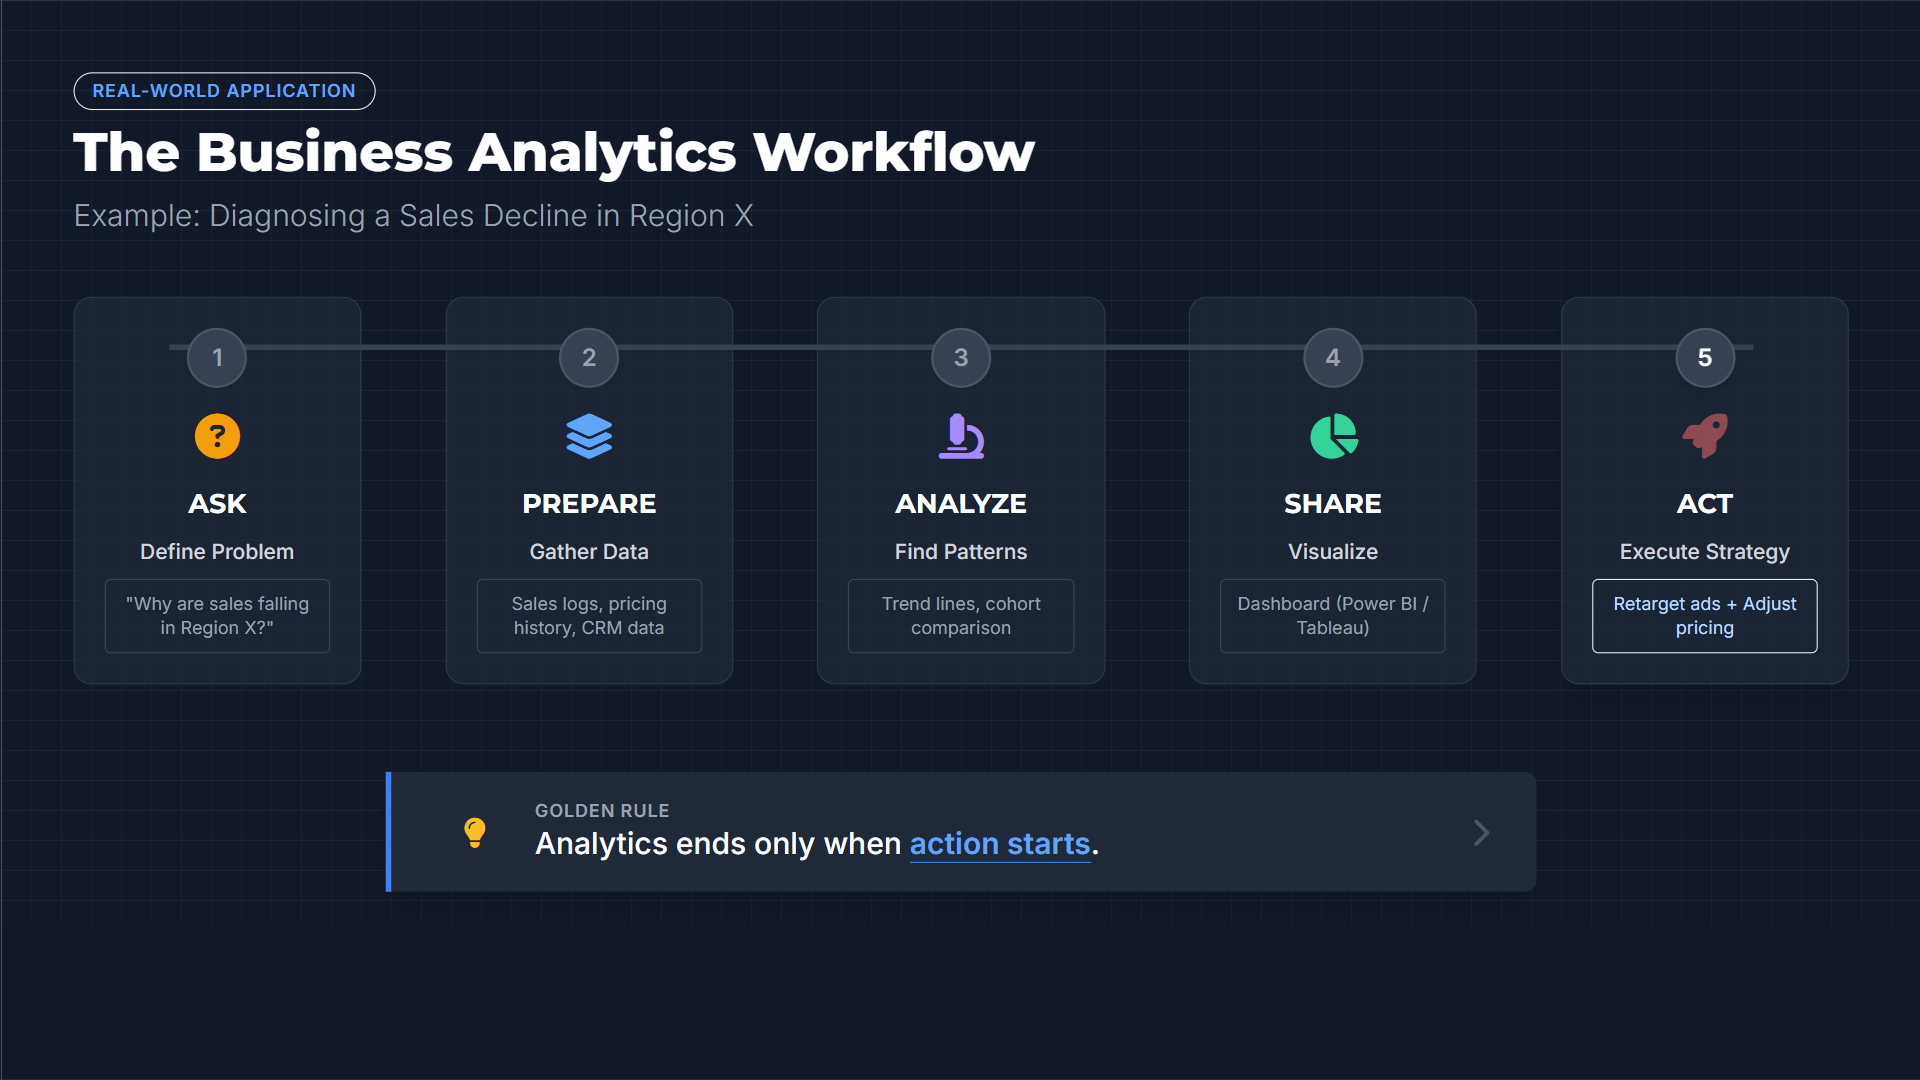 REAL-WORLD APPLICATION
The Business Analytics Workflow
Example: Diagnosing a Sales Decline in Region X
1
?
ASK
Define Problem
"Why are sales falling
in Region X?"
2
PREPARE
Gather Data
Sales logs, pricing
history, CRM data
3
ANALYZE
Find Patterns
Trend lines, cohort
comparison
4
SHARE
Visualize
Dashboard (Power BI /
Tableau)
5
ACT
Execute Strategy
Retarget ads + Adjust
pricing
GOLDEN RULE
Analytics ends only when action starts.